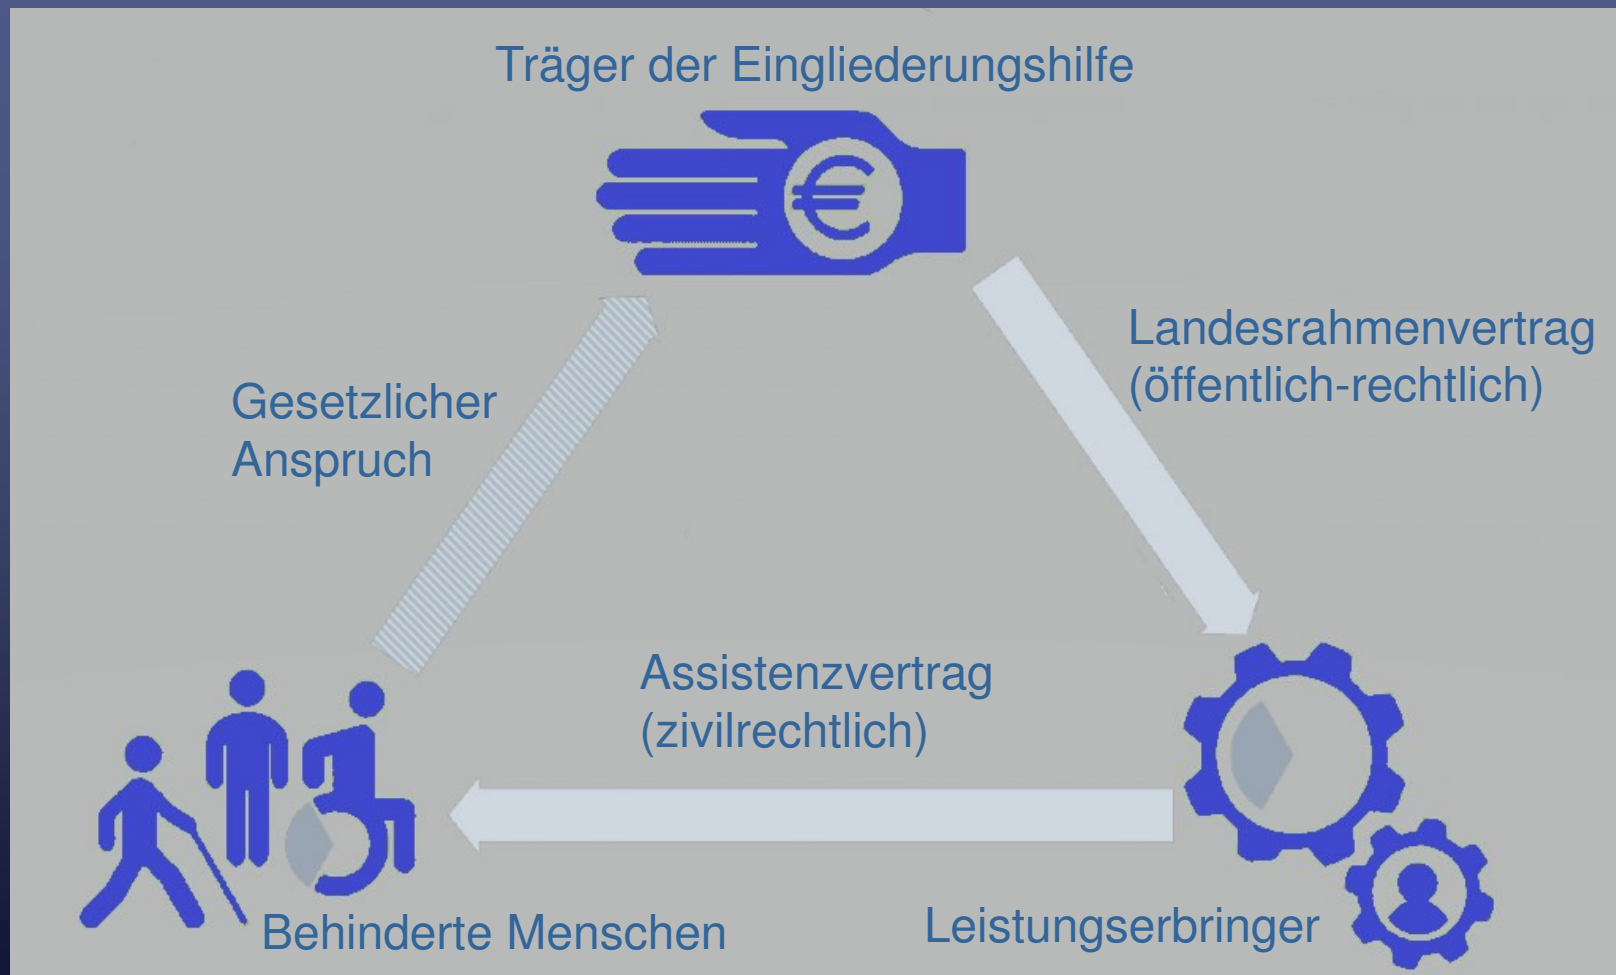 Träger der Eingliederungshilfe
€
Landesrahmenvertrag
(öffentlich-rechtlich)
Gesetzlicher
Anspruch
Assistenzvertrag
(zivilrechtlich)
Behinderte Menschen
Leistungserbringer